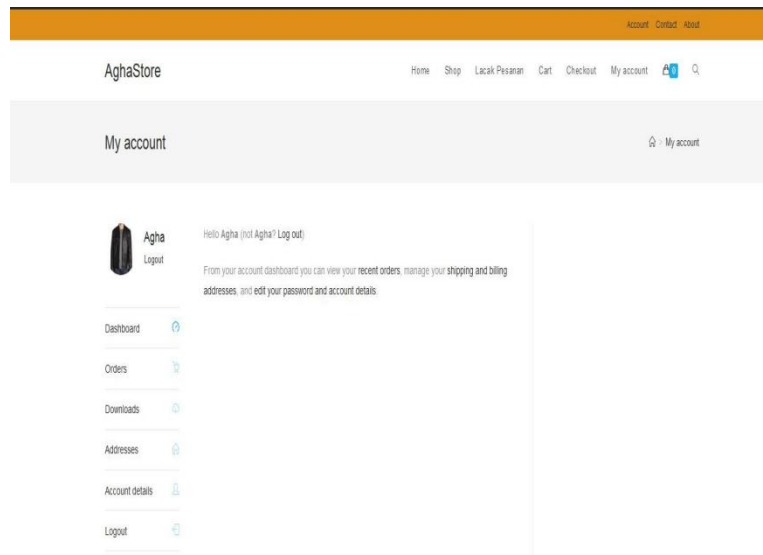 Account Contact About
AghaStore
Home Shop Lacak Pesanan Cart Checkout My account 0
My account
> My account
Agha
Logout
Hello Agha (not Agha? Log out)
From your account dashboard you can view your recent orders, manage your shipping and billing
addresses, and edit your password and account details.
Dashboard
Orders
Downloads
Addresses
Account details
Logout